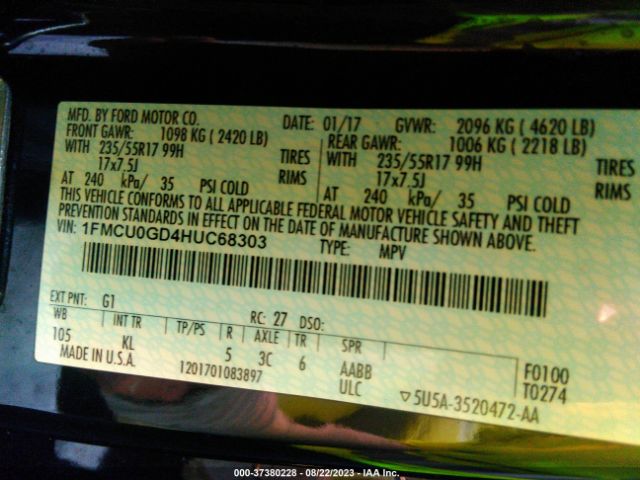 MFD. BY FORD MOTOR CO. DATE: 01/17 GVWR: 2096 KG ( 4620 LB)
FRONT GAWR: 1098 KG ( 2420 LB) REAR GAWR: 1006 KG ( 2218 LB)
WITH 235/55R17 99H TIRES WITH 235/55R17 99H TIRES
17x7.5J RIMS 17x7.5J RIMS
AT 240 kPa/ 35 PSI COLD AT 240 kPa/ 35 PSI COLD
THIS VEHICLE CONFORMS TO ALL APPLICABLE FEDERAL MOTOR VEHICLE SAFETY AND THEFT
PREVENTION STANDARDS IN EFFECT ON THE DATE OF MANUFACTURE SHOWN ABOVE.
VIN: 1FMCU0GD4HUC68303 TYPE: MPV
EXT PNT: G1 RC: 27 DSO:
WB INT TR TP/PS R AXLE TR SPR
105 KL 5 3C 6 AABB F0100
MADE IN U.S.A. 1201701083897 ULC T0274
▽5U5A-3520472-AA
000-37380228 - 08/22/2023 - IAA Inc.